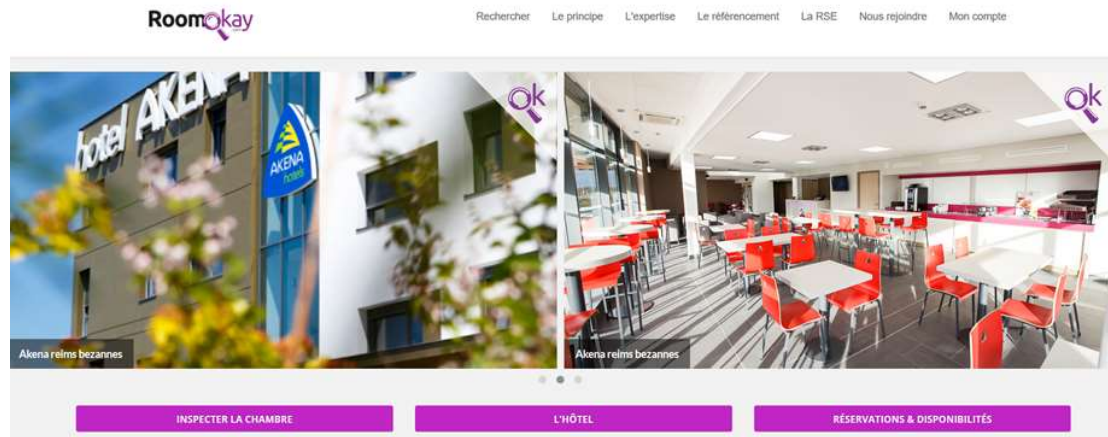 Roomokay
Rechercher Le principe L'expertise Le référencement La RSE Nous rejoindre Mon compte
hotel AKENA
AKENA
hotels
ok
ok
Akena reims bezannes
Akena reims bezannes
INSPECTER LA CHAMBRE
L'HÔTEL
RÉSERVATIONS & DISPONIBILITÉS